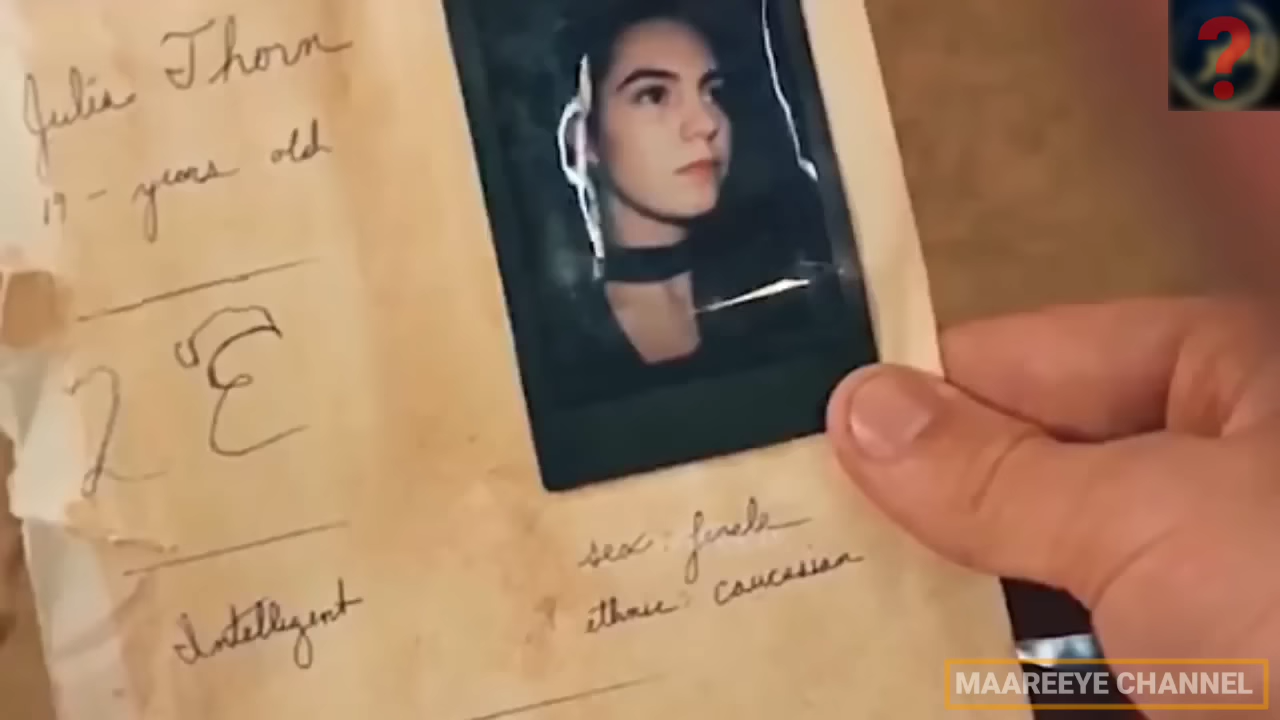 Julia Thorn
19 - years old
2 E
Intelligent
sex: female
ethnic: caucasian
?
MAAREEYE CHANNEL